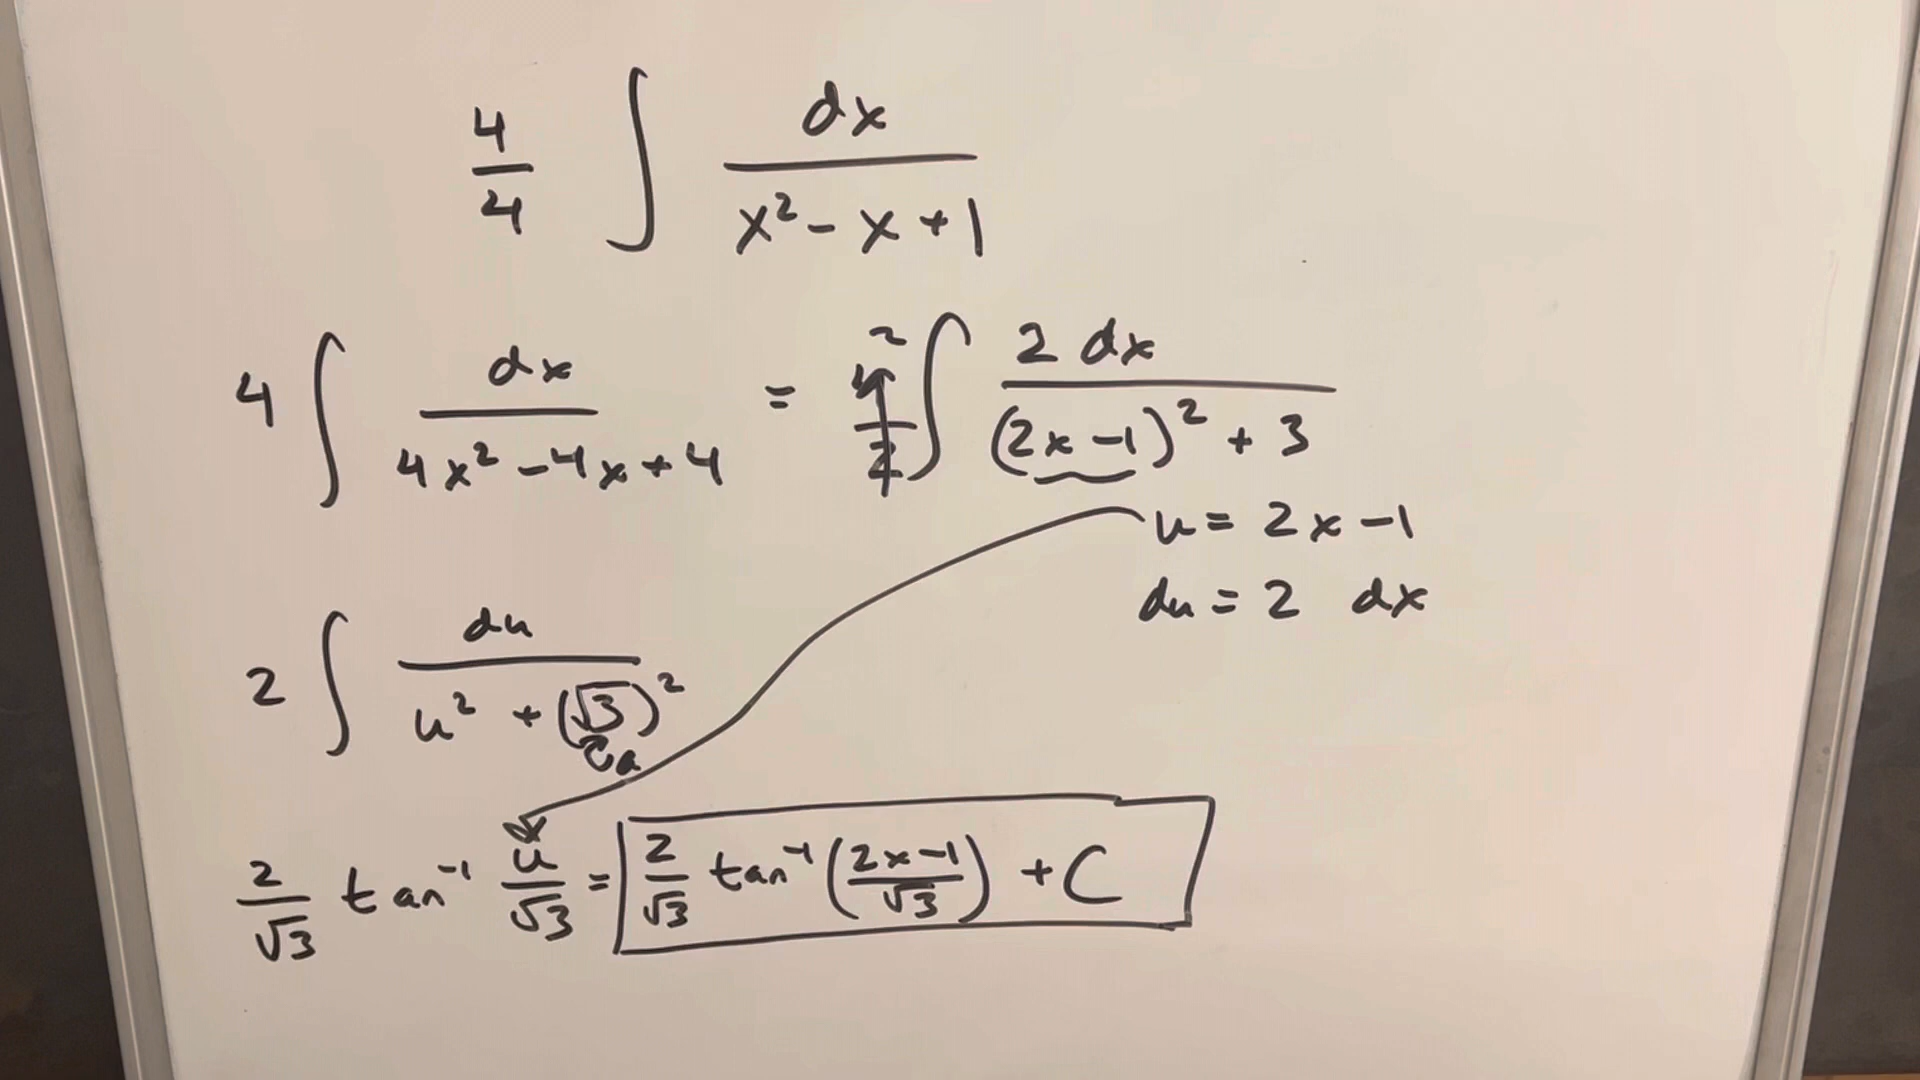 4/4 ∫ dx/(x² - x + 1)
4 ∫ dx/(4x² - 4x + 4) = 4/2 2 ∫ 2 dx/((2x - 1)² + 3)
u = 2x - 1
du = 2 dx
2 ∫ du/(u² + (√3)²)
a
2/√3 tan⁻¹ u/√3 = 2/√3 tan⁻¹((2x - 1)/√3) + C